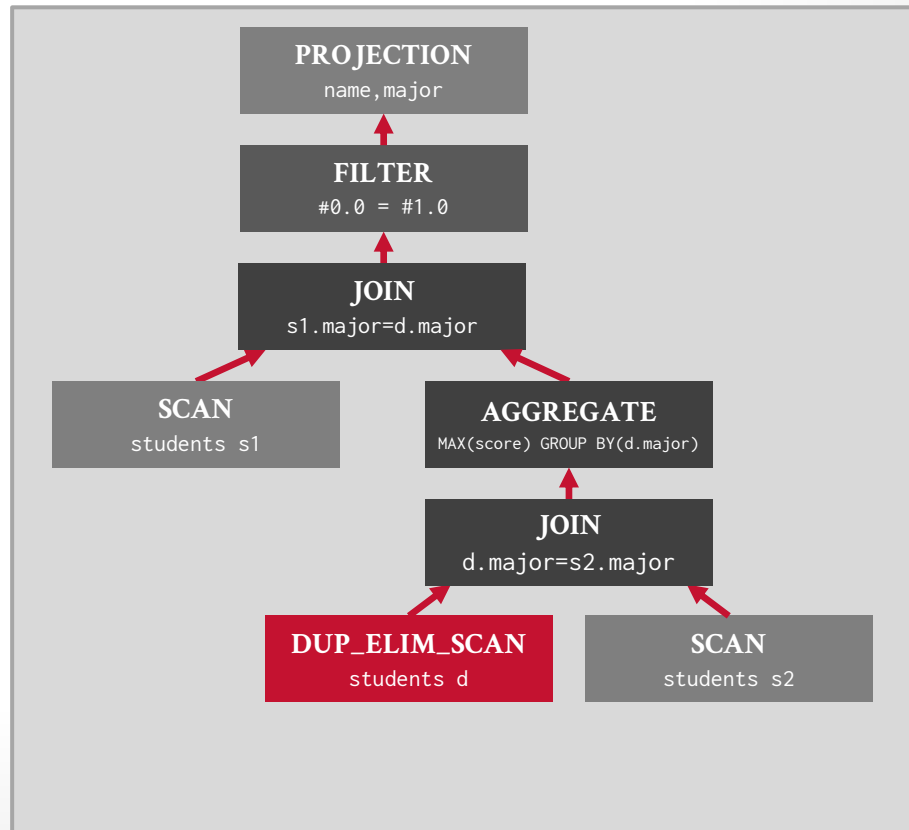 PROJECTION
name,major
FILTER
#0.0 = #1.0
JOIN
s1.major=d.major
SCAN
students s1
AGGREGATE
MAX(score) GROUP BY(d.major)
JOIN
d.major=s2.major
DUP_ELIM_SCAN
students d
SCAN
students s2